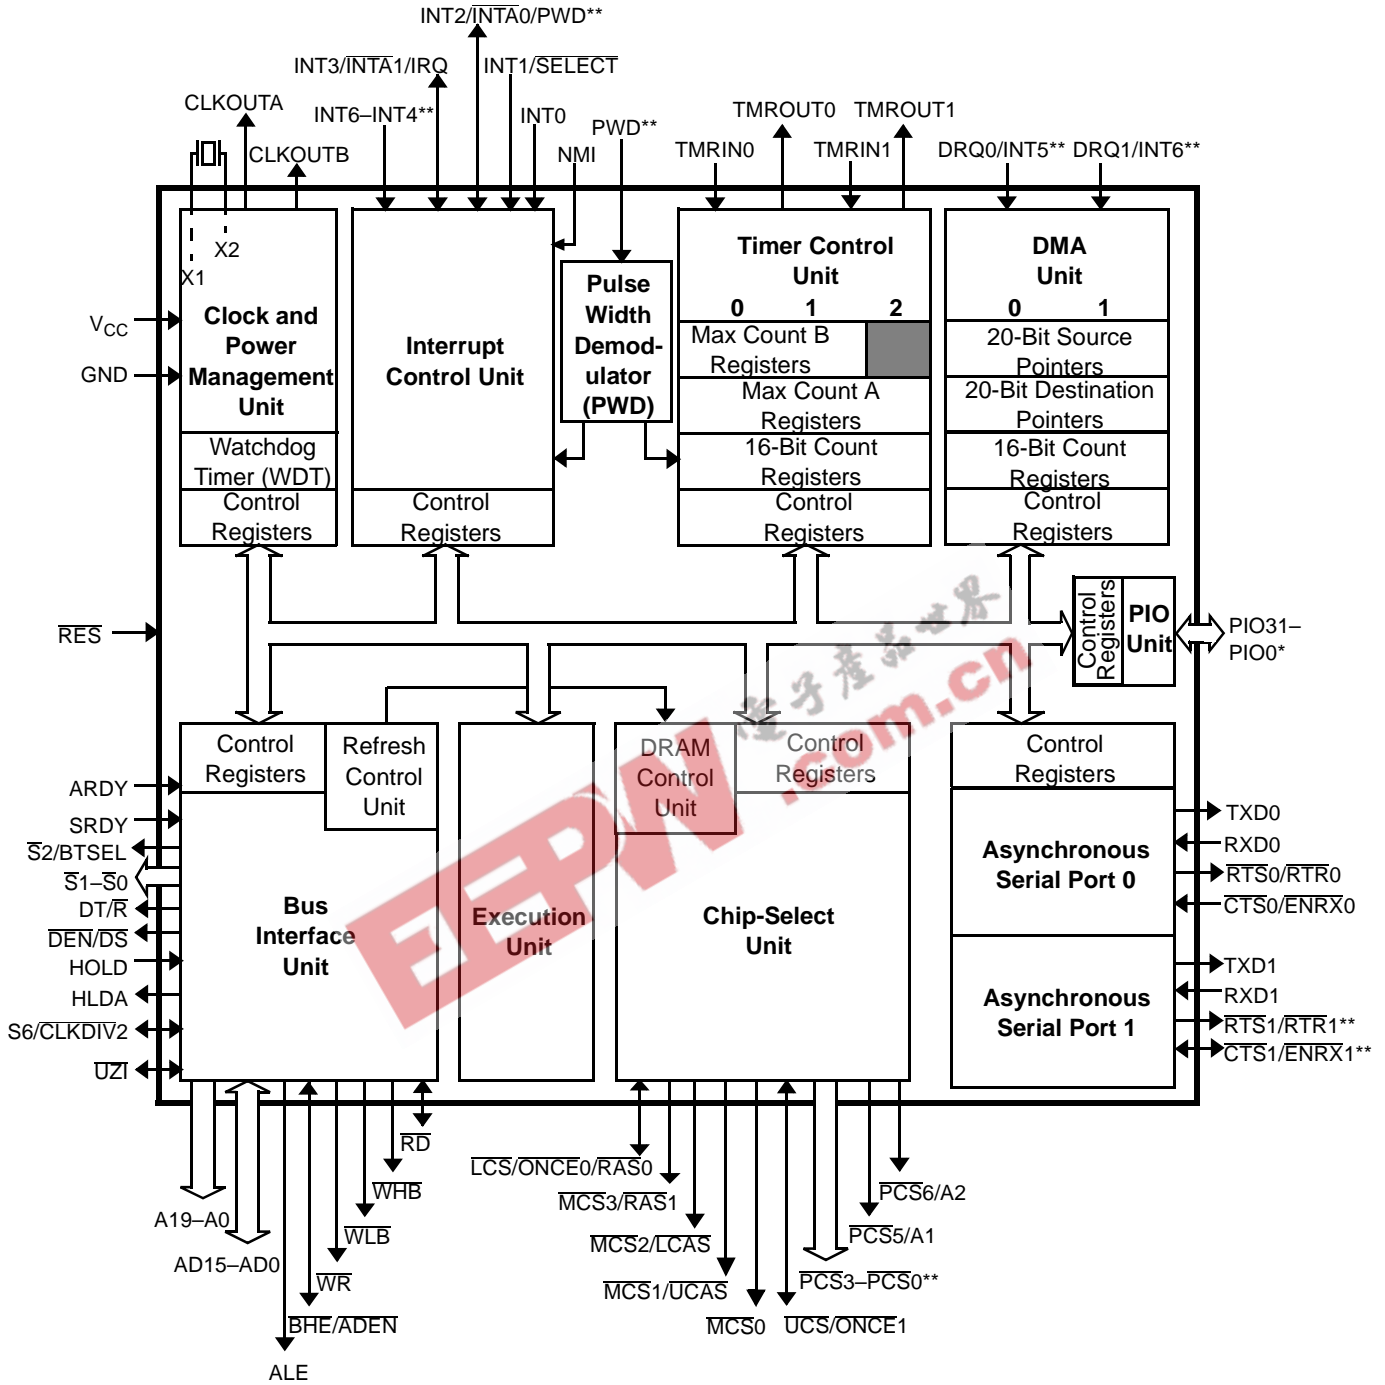 INT2/INTA0/PWD**
INT3/INTA1/IRQ
INT1/SELECT
CLKOUTA
INT6–INT4**
INT0
PWD**
TMROUT0
TMROUT1
CLKOUTB
NMI
TMRIN0
TMRIN1
DRQ0/INT5**
DRQ1/INT6**
X2
X1
VCC
GND
Clock and
Power
Management
Unit
Watchdog
Timer (WDT)
Control
Registers
Interrupt
Control Unit
Control
Registers
Pulse
Width
Demod-
ulator
(PWD)
Timer Control
Unit
0 1 2
Max Count B
Registers
Max Count A
Registers
16-Bit Count
Registers
Control
Registers
DMA
Unit
0 1
20-Bit Source
Pointers
20-Bit Destination
Pointers
16-Bit Count
Registers
Control
Registers
RES
Control
Registers
PIO
Unit
PIO31–
PIO0*
電子產品世界
EEPW
.com.cn
Control
Registers
Refresh
Control
Unit
Bus
Interface
Unit
Execution
Unit
DRAM
Control
Unit
Control
Registers
Chip-Select
Unit
Control
Registers
Asynchronous
Serial Port 0
Asynchronous
Serial Port 1
ARDY
SRDY
S2/BTSEL
S1–S0
DT/R
DEN/DS
HOLD
HLDA
S6/CLKDIV2
UZI
TXD0
RXD0
RTS0/RTR0
CTS0/ENRX0
TXD1
RXD1
RTS1/RTR1**
CTS1/ENRX1**
RD
WHB
A19–A0
WLB
AD15–AD0
WR
BHE/ADEN
ALE
LCS/ONCE0/RAS0
MCS3/RAS1
MCS2/LCAS
MCS1/UCAS
MCS0
UCS/ONCE1
PCS3–PCS0**
PCS5/A1
PCS6/A2